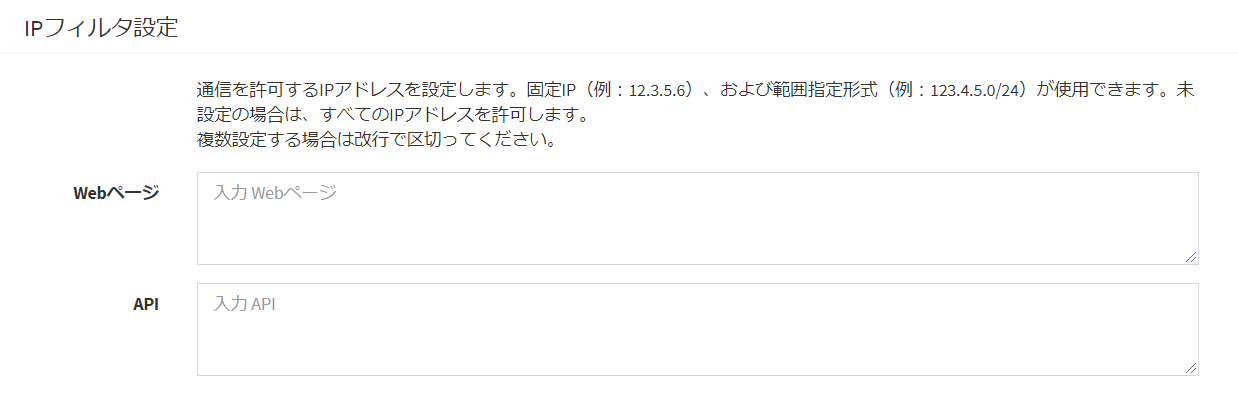 IPフィルタ設定
通信を許可するIPアドレスを設定します。固定IP（例：12.3.5.6）、および範囲指定形式（例：123.4.5.0/24）が使用できます。未
設定の場合は、すべてのIPアドレスを許可します。
複数設定する場合は改行で区切ってください。
Webページ
入力 Webページ
API
入力 API